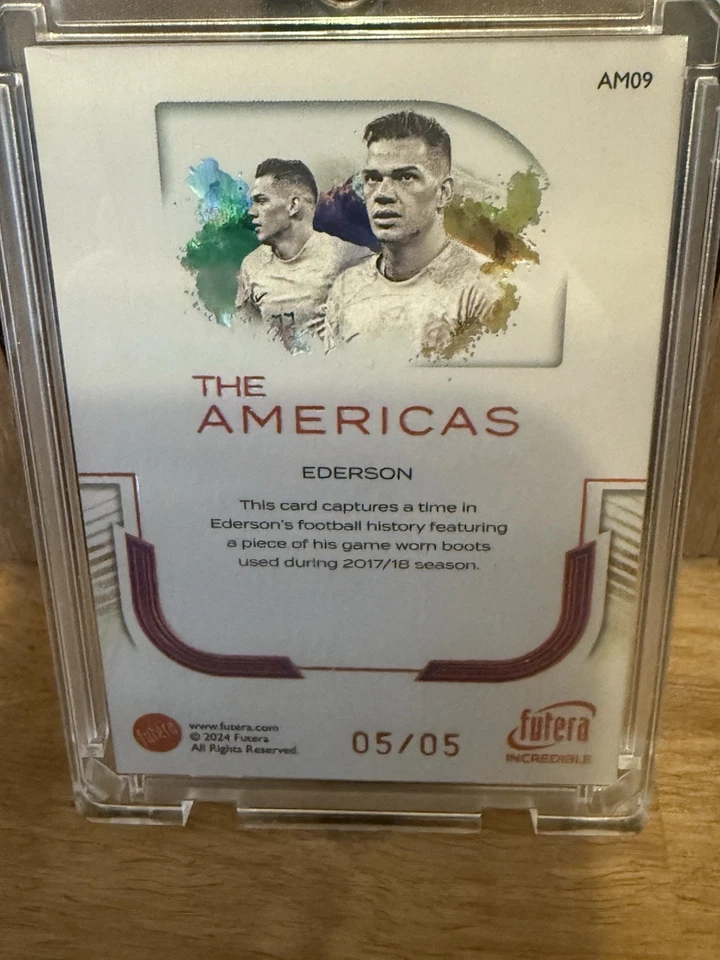 AM09
THE
AMERICAS
EDERSON
This card captures a time in
Ederson's football history featuring
a piece of his game worn boots
used during 2017/18 season.
futera
www.futera.com
© 2024 Futera
All Rights Reserved.
05/05
futera
INCREDIBLE